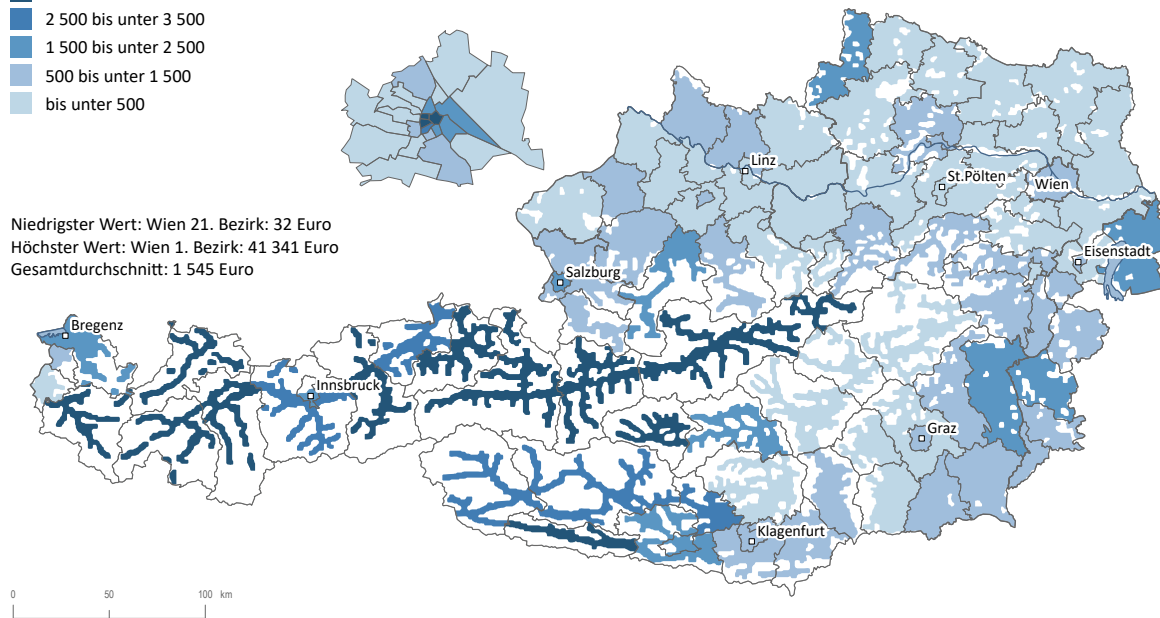 2 500 bis unter 3 500
1 500 bis unter 2 500
500 bis unter 1 500
bis unter 500
Niedrigster Wert: Wien 21. Bezirk: 32 Euro
Höchster Wert: Wien 1. Bezirk: 41 341 Euro
Gesamtdurchschnitt: 1 545 Euro
Linz
St.Pölten
Wien
Eisenstadt
Salzburg
Bregenz
Innsbruck
Graz
Klagenfurt
0 50 100 km